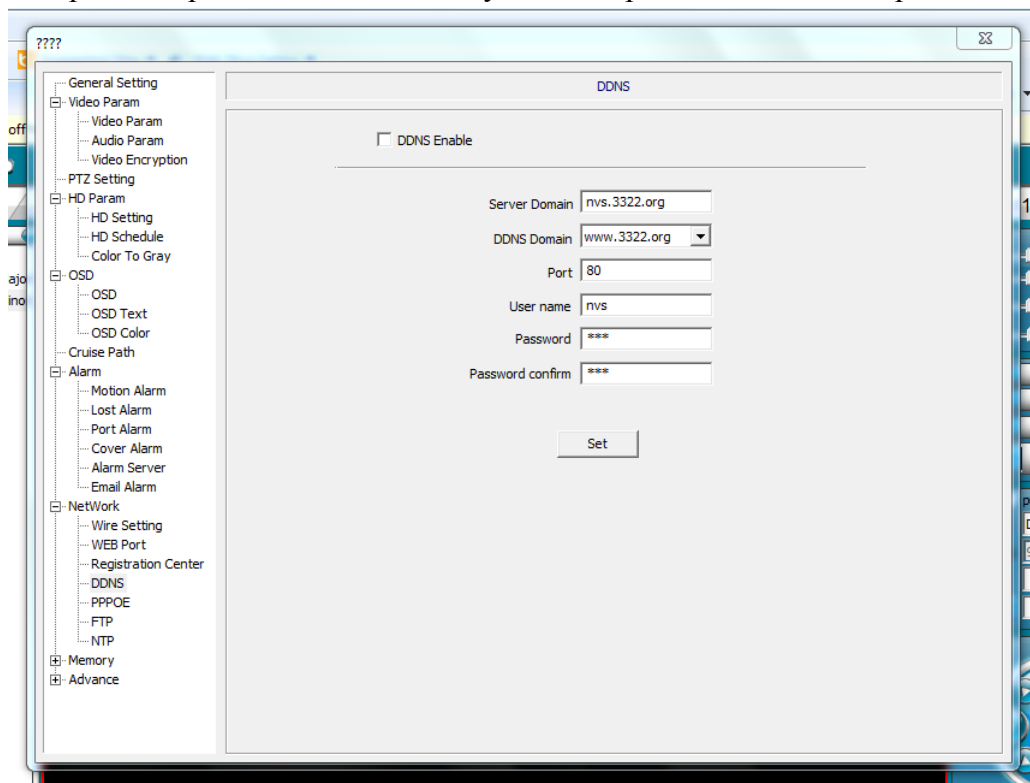 ????
General Setting
Video Param
Video Param
Audio Param
Video Encryption
PTZ Setting
HD Param
HD Setting
HD Schedule
Color To Gray
OSD
OSD
OSD Text
OSD Color
Cruise Path
Alarm
Motion Alarm
Lost Alarm
Port Alarm
Cover Alarm
Alarm Server
Email Alarm
NetWork
Wire Setting
WEB Port
Registration Center
DDNS
PPPOE
FTP
NTP
Memory
Advance
DDNS
DDNS Enable
Server Domain nvs.3322.org
DDNS Domain www.3322.org
Port 80
User name nvs
Password ***
Password confirm ***
Set
off
ajo
ino